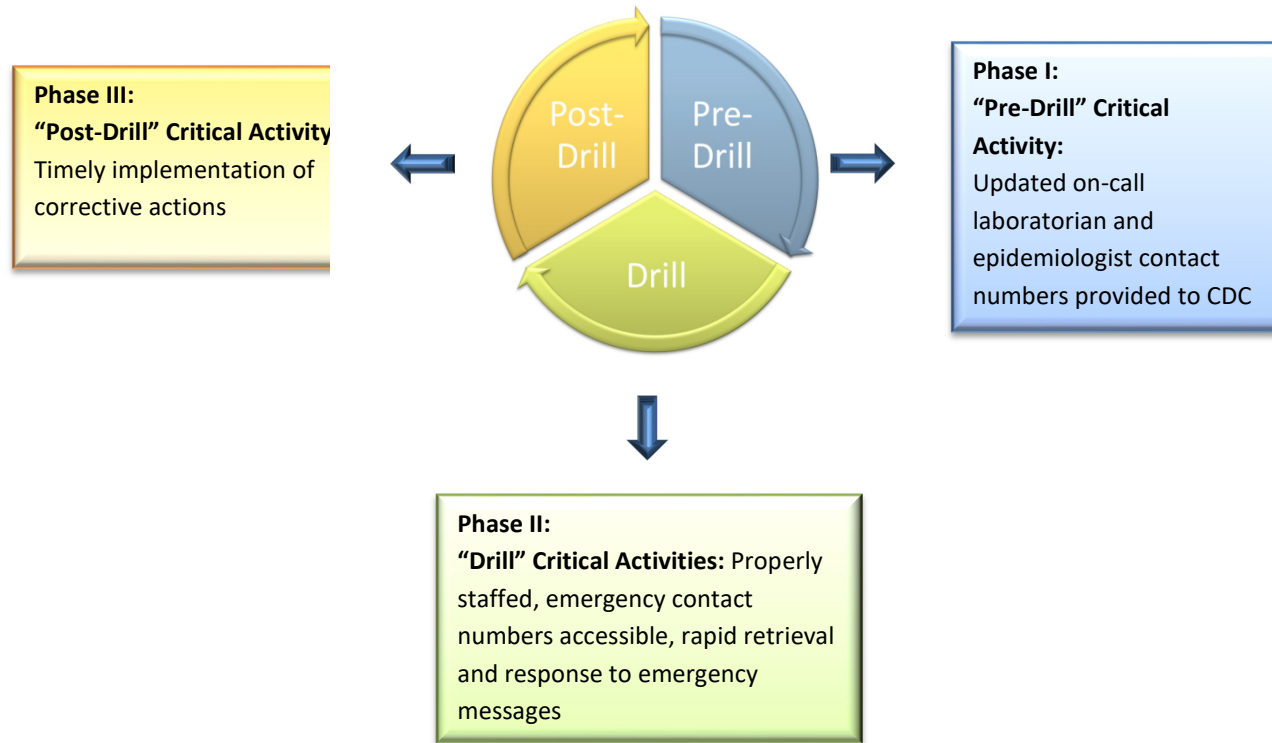 Post-
Drill
Pre-
Drill
Drill
Phase III:
“Post-Drill” Critical Activity
Timely implementation of
corrective actions
Phase I:
“Pre-Drill” Critical
Activity:
Updated on-call
laboratorian and
epidemiologist contact
numbers provided to CDC
Phase II:
“Drill” Critical Activities: Properly
staffed, emergency contact
numbers accessible, rapid retrieval
and response to emergency
messages